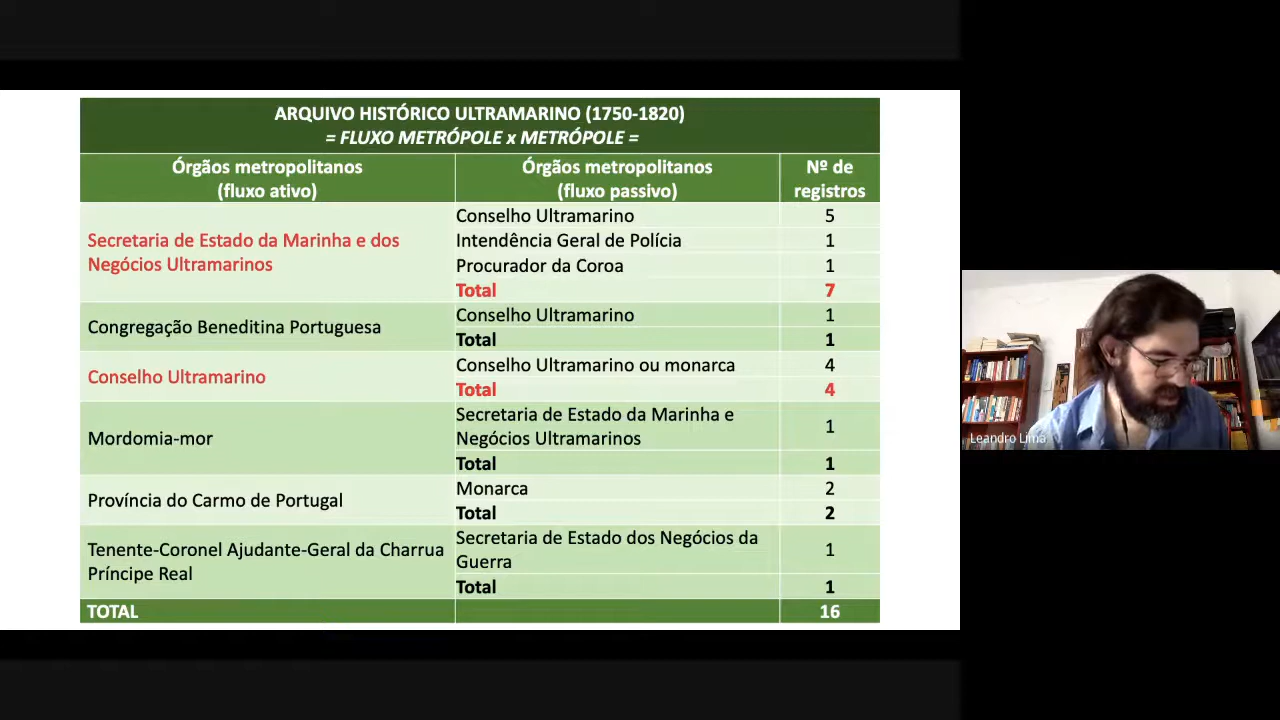 ARQUIVO HISTÓRICO ULTRAMARINO (1750-1820)
= FLUXO METRÓPOLE x METRÓPOLE =
Órgãos metropolitanos
(fluxo ativo)
Órgãos metropolitanos
(fluxo passivo)
Nº de
registros
Secretaria de Estado da Marinha e dos
Negócios Ultramarinos
Conselho Ultramarino 5
Intendência Geral de Polícia 1
Procurador da Coroa 1
Total 7
Congregação Beneditina Portuguesa
Conselho Ultramarino 1
Total 1
Conselho Ultramarino
Conselho Ultramarino ou monarca 4
Total 4
Mordomia-mor
Secretaria de Estado da Marinha e
Negócios Ultramarinos
1
Total 1
Província do Carmo de Portugal
Monarca 2
Total 2
Tenente-Coronel Ajudante-Geral da Charrua
Príncipe Real
Secretaria de Estado dos Negócios da
Guerra
1
Total 1
TOTAL 16
Leandro Lima